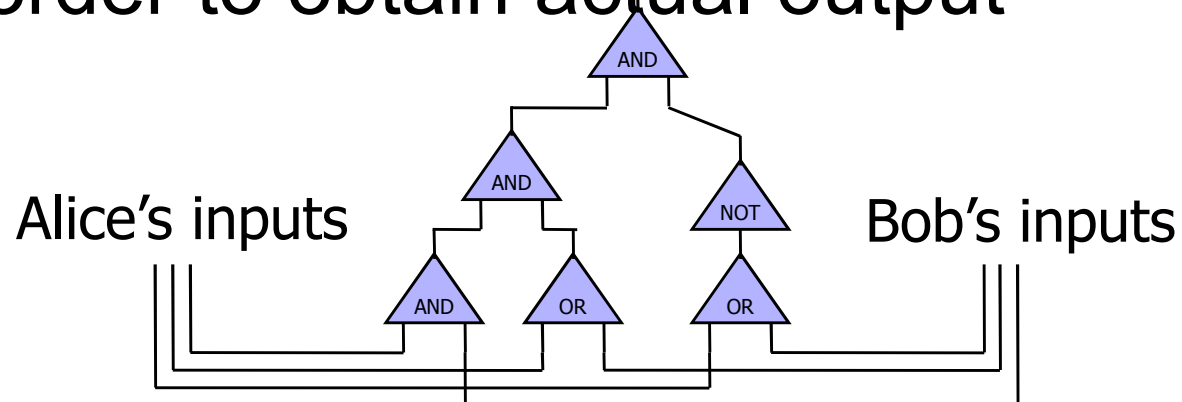 order to obtain actual output
AND
AND
NOT
Alice’s inputs
Bob’s inputs
AND
OR
OR